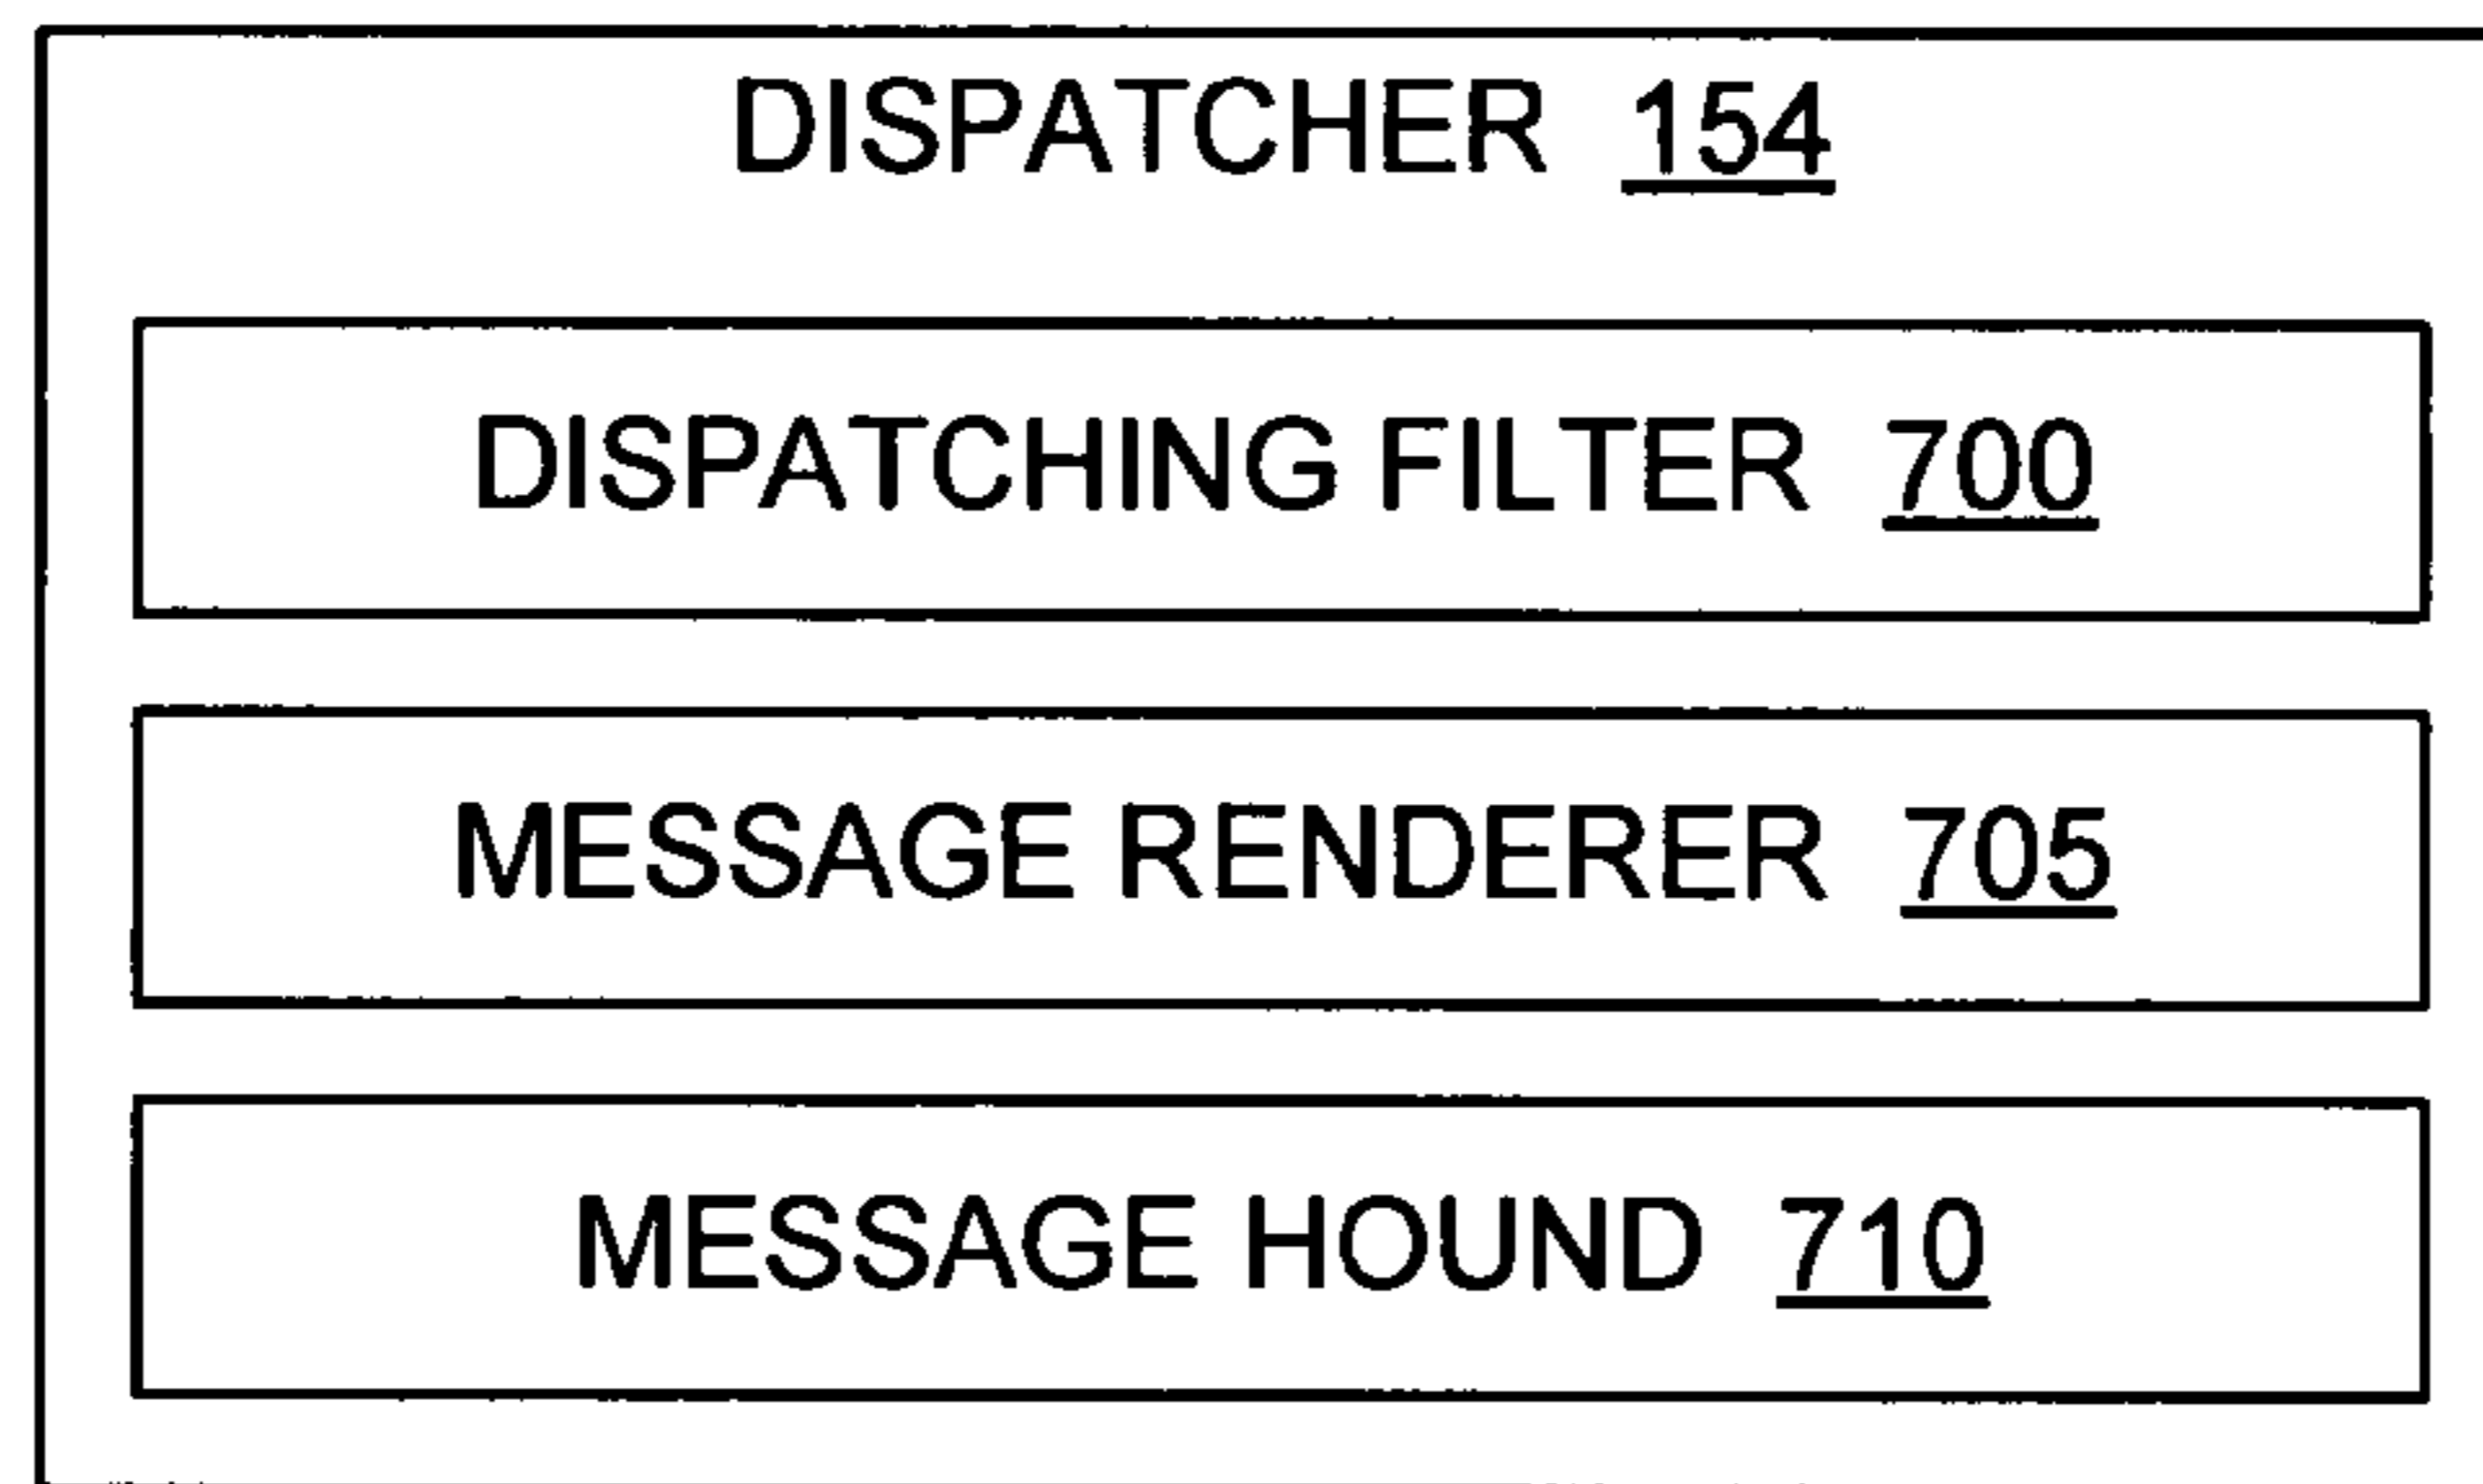 DISPATCHER 154
DISPATCHING FILTER 700
MESSAGE RENDERER 705
MESSAGE HOUND 710